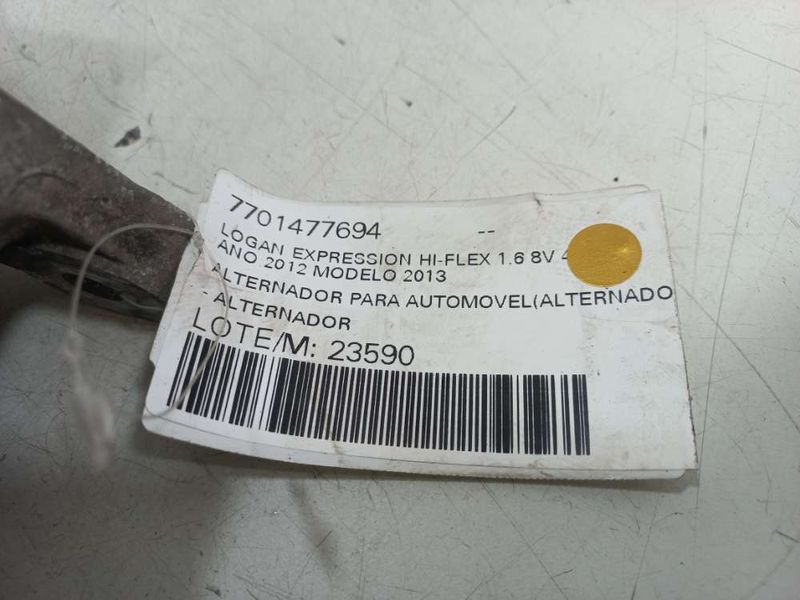 7701477694 --
LOGAN EXPRESSION HI-FLEX 1.6 8V 4
ANO 2012 MODELO 2013
ALTERNADOR PARA AUTOMOVEL(ALTERNADO
- ALTERNADOR
LOTE/M: 23590